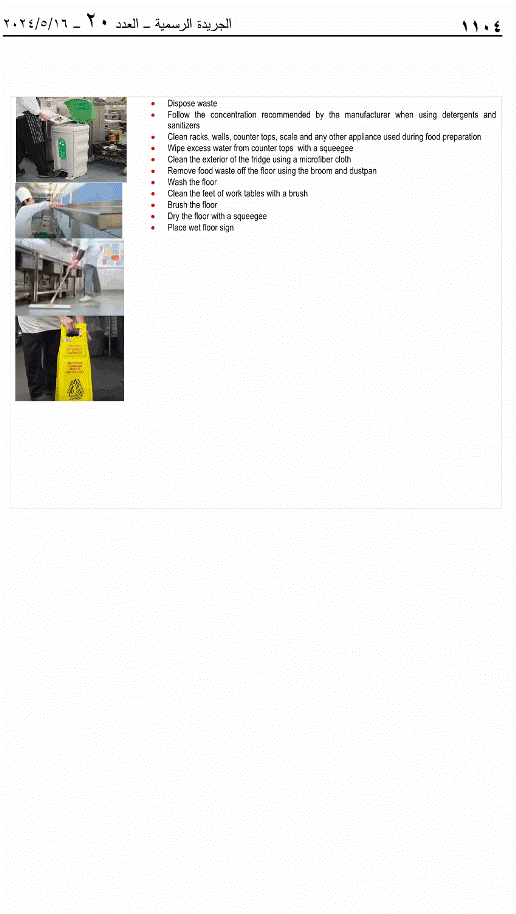 ١١٠٤
الجريدة الرسمية – العدد ٢٠ – ٢٠٢٤/٥/١٦
• Dispose waste
• Follow the concentration recommended by the manufacturer when using detergents and
sanitizers
• Clean racks, walls, counter tops, scale and any other appliance used during food preparation
• Wipe excess water from counter tops with a squeegee
• Clean the exterior of the fridge using a microfiber cloth
• Remove food waste off the floor using the broom and dustpan
• Wash the floor
• Clean the feet of work tables with a brush
• Brush the floor
• Dry the floor with a squeegee
• Place wet floor sign